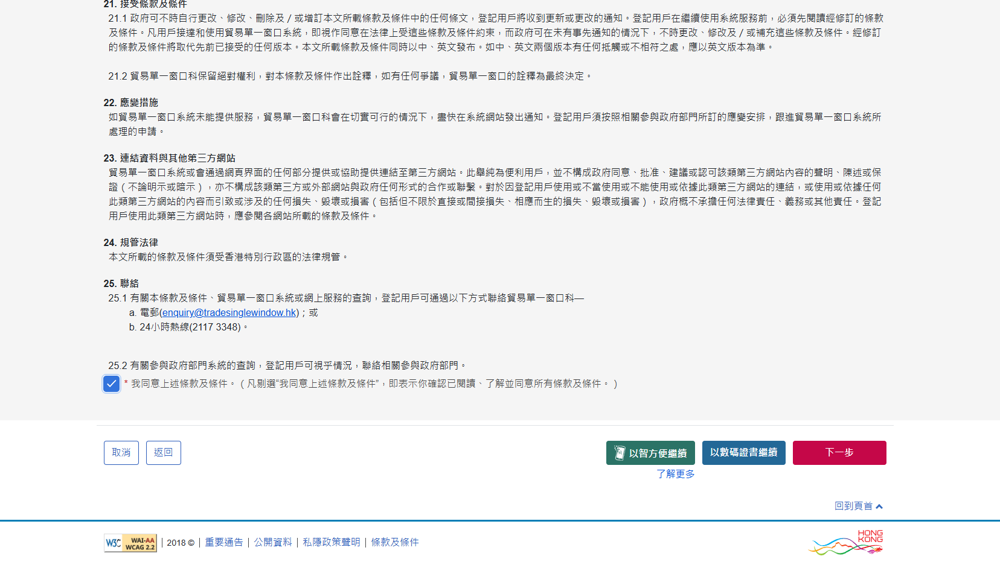 21. 接受條款及條件
21.1 政府可不時自行更改、修改、刪除及 / 或增訂本文所載條款及條件中的任何條文，登記用戶將收到更新或更改的通知。登記用戶在繼續使用系統服務前，必須先閱讀經修訂的條款
及條件。凡用戶接達和使用貿易單一窗口系統，即視作同意在法律上受這些條款及條件約束，而政府可在未有事先通知的情況下，不時更改、修改及 / 或補充這些條款及條件。經修訂
的條款及條件將取代先前已接受的任何版本。本文所載條款及條件同時以中、英文發布。如中、英文兩個版本有任何抵觸或不相符之處，應以英文版本為準。
21.2 貿易單一窗口科保留絕對權利，對本條款及條件作出詮釋，如有任何爭議，貿易單一窗口的詮釋為最終決定。
22. 應變措施
如貿易單一窗口系統未能提供服務，貿易單一窗口科會在切實可行的情況下，盡快在系統網站發出通知。登記用戶須按照相關參與政府部門所訂的應變安排，跟進貿易單一窗口系統所
處理的申請。
23. 連結資料與其他第三方網站
貿易單一窗口系統或會通過網頁界面的任何部分提供或協助提供連結至第三方網站。此舉純為便利用戶，並不構成政府同意、批准、建議或認可該類第三方網站內容的聲明、陳述或保
證 ( 不論明示或暗示 ) ，亦不構成該類第三方或外部網站與政府任何形式的合作或聯繫。對於因登記用戶使用或不當使用或不能使用或依據此類第三方網站的連結，或使用或依據任何
此類第三方網站的內容而引致或涉及的任何損失、毀壞或損害 ( 包括但不限於直接或間接損失、相應而生的損失、毀壞或損害 ) ，政府概不承擔任何法律責任、義務或其他責任。登記
用戶使用此類第三方網站時，應參閱各網站所載的條款及條件。
24. 規管法律
本文所載的條款及條件須受香港特別行政區的法律規管。
25. 聯絡
25.1 有關本條款及條件、貿易單一窗口系統或網上服務的查詢，登記用戶可通過以下方式聯絡貿易單一窗口科—
a. 電郵(enquiry@tradesinglewindow.hk)；或
b. 24小時熱線(2117 3348)。
25.2 有關參與政府部門系統的查詢，登記用戶可視乎情況，聯絡相關參與政府部門。
* 我同意上述條款及條件。 ( 凡剔選“我同意上述條款及條件”，即表示你確認已閱讀、了解並同意所有條款及條件。 )
取消 返回 以智方便繼續 以數碼證書繼續 下一步
了解更多
回到頁首
W3C WAI-AA WCAG 2.2 | 2018 © | 重要通告 | 公開資料 | 私隱政策聲明 | 條款及條件
HONG KONG